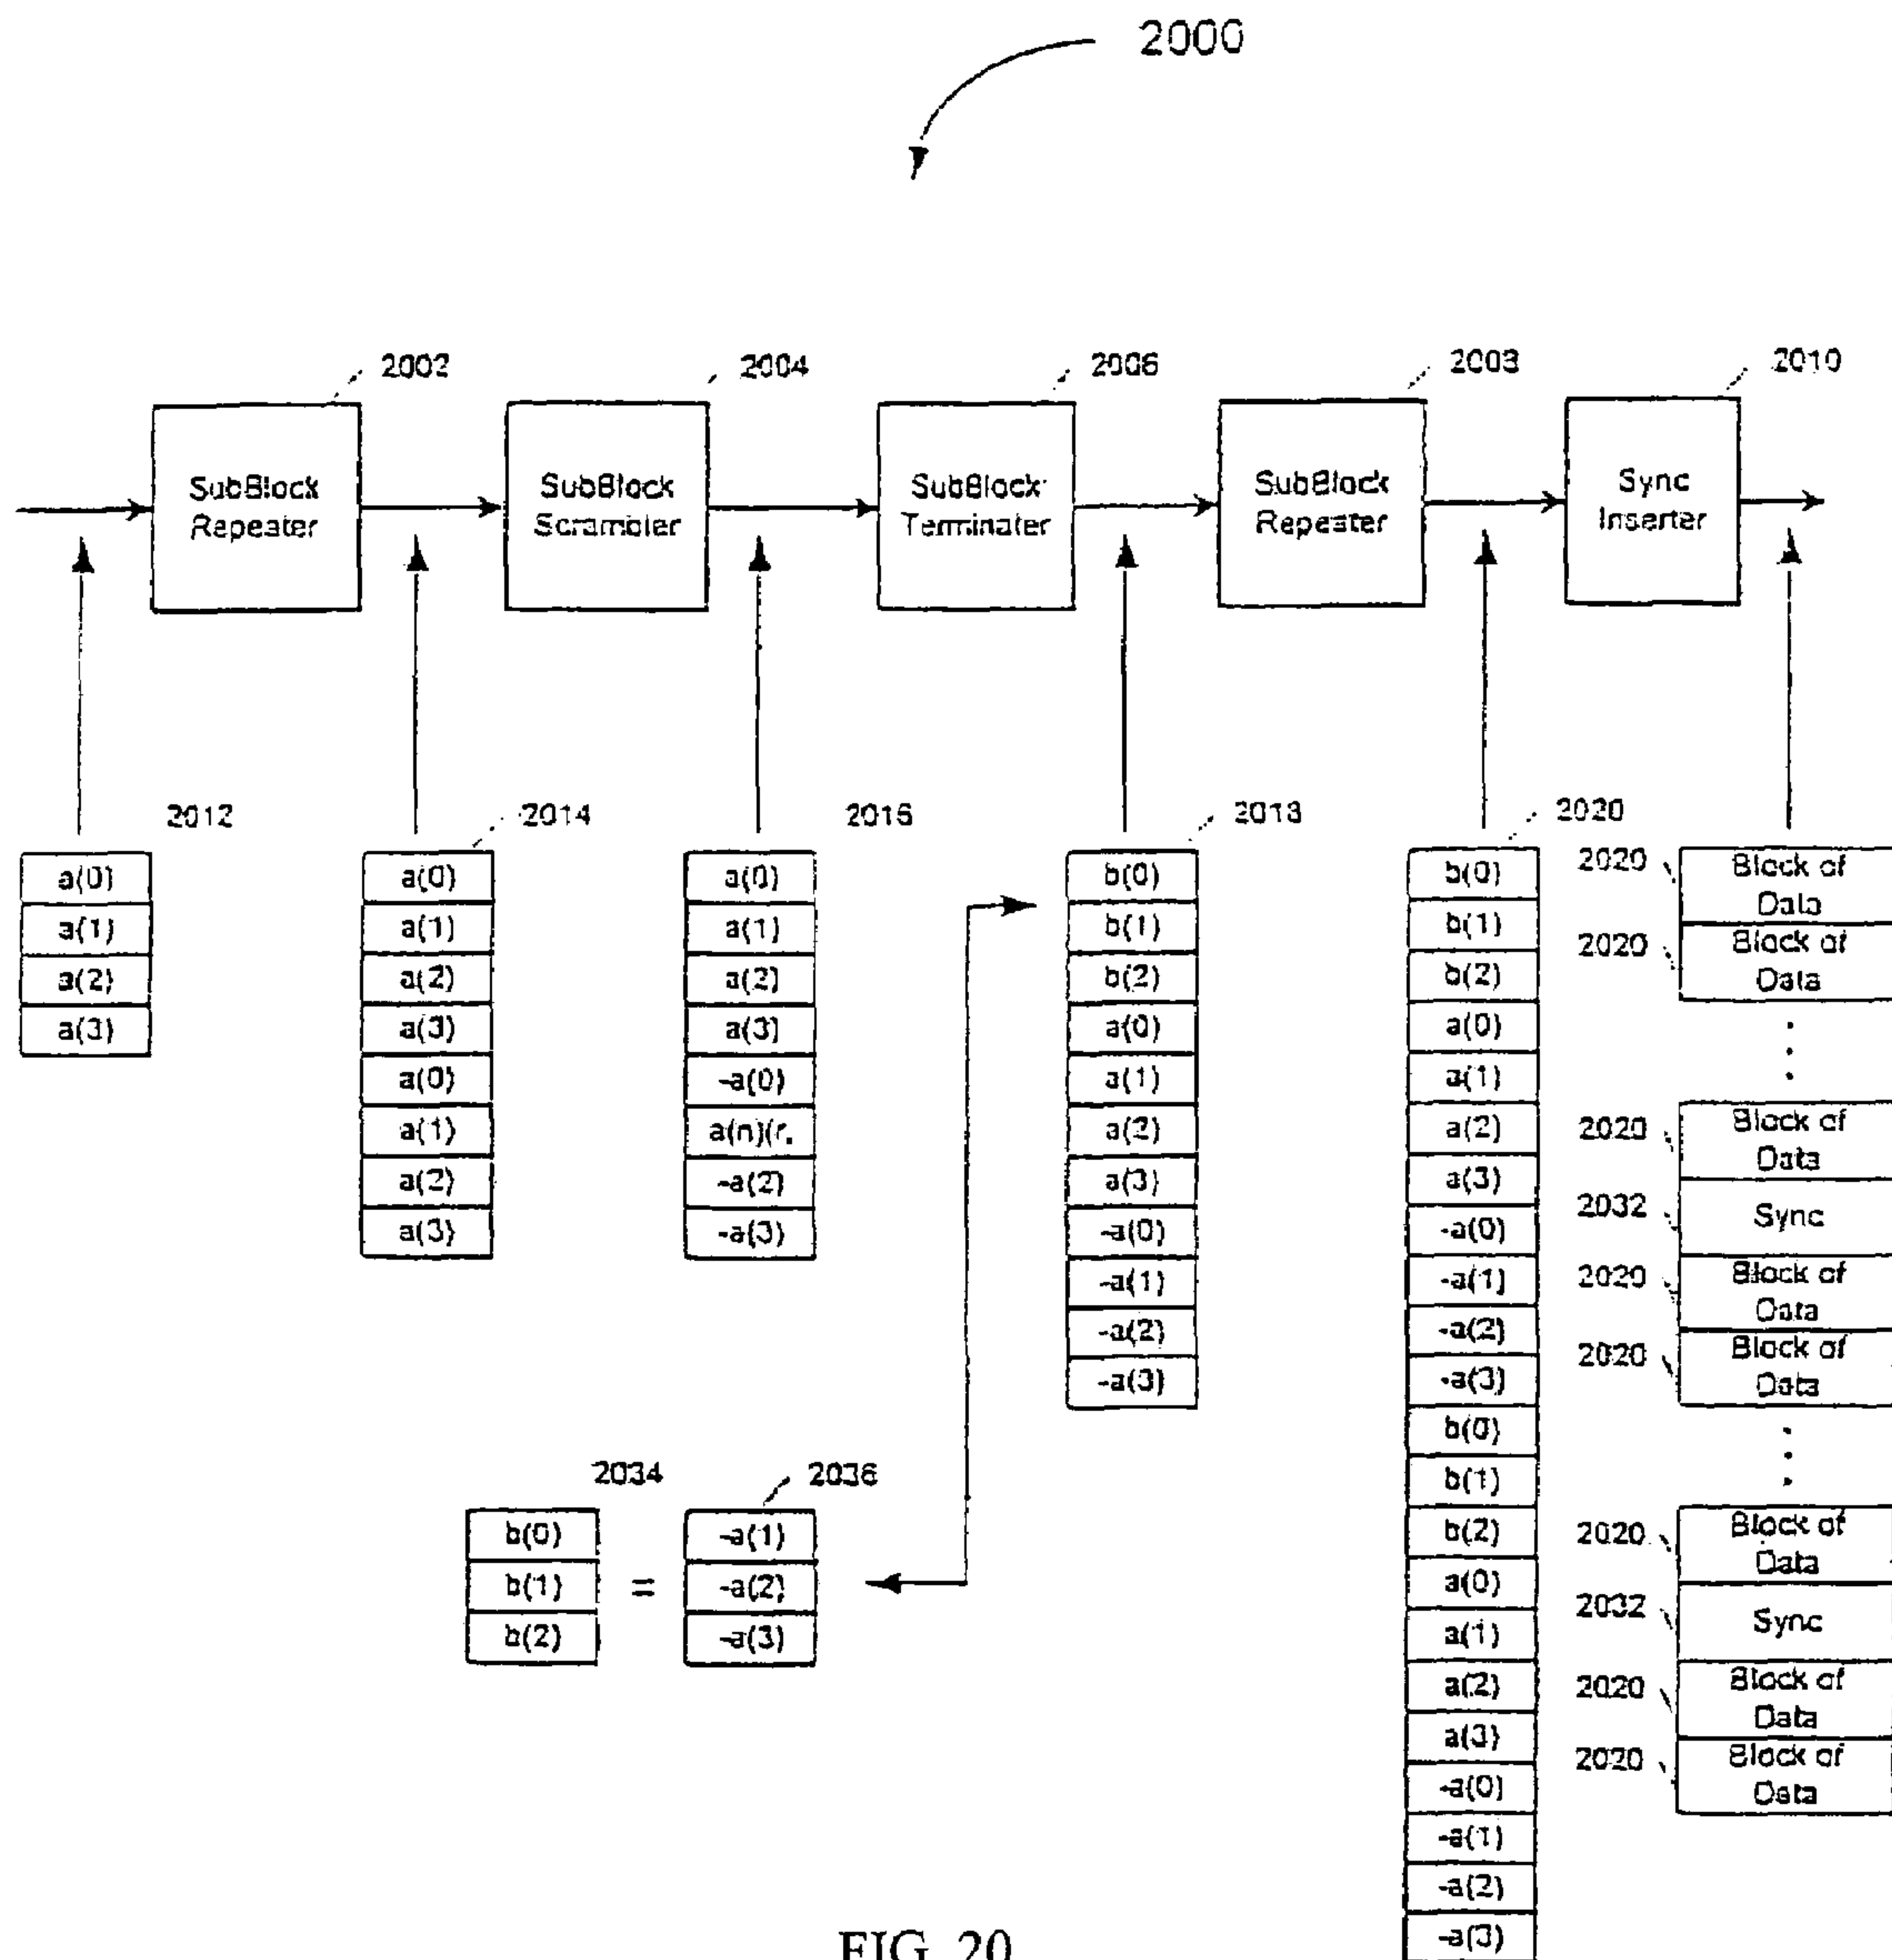 2000
2002
2004
2006
2008
2010
SubBlock
Repeater
SubBlock
Scrambler
SubBlock
Terminater
SubBlock
Repeater
Sync
Inserter
2012
a(0)
a(1)
a(2)
a(3)
2014
a(0)
a(1)
a(2)
a(3)
a(0)
a(1)
a(2)
a(3)
2016
a(0)
a(1)
a(2)
a(3)
-a(0)
a(n)(r.
-a(2)
-a(3)
2018
b(0)
b(1)
b(2)
a(0)
a(1)
a(2)
a(3)
-a(0)
-a(1)
-a(2)
-a(3)
2034
b(0)
b(1)
b(2)
=
2036
-a(1)
-a(2)
-a(3)
2020
b(0)
b(1)
b(2)
a(0)
a(1)
a(2)
a(3)
-a(0)
-a(1)
-a(2)
-a(3)
b(0)
b(1)
b(2)
a(0)
a(1)
a(2)
a(3)
-a(0)
-a(1)
-a(2)
-a(3)
2020
Block of
Data
2020
Block of
Data
2020
Block of
Data
2032
Sync
2020
Block of
Data
2020
Block of
Data
2020
Block of
Data
2032
Sync
2020
Block of
Data
2020
Block of
Data
FIG. 20